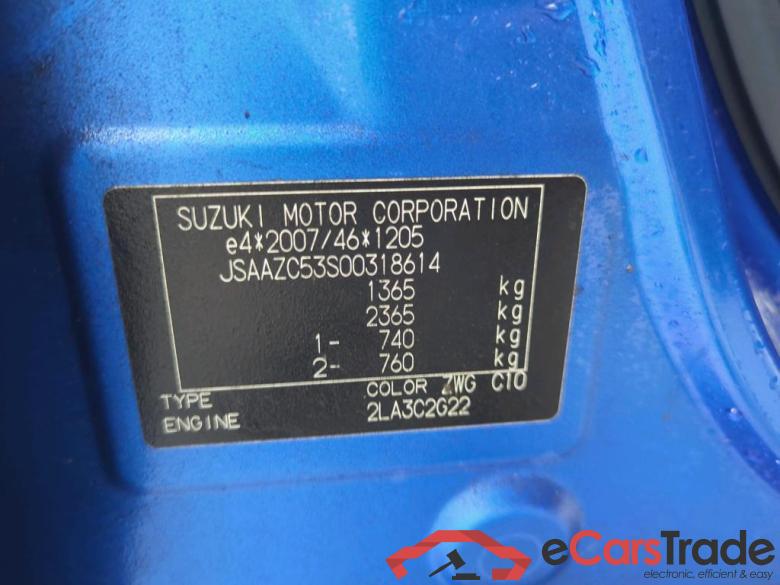 SUZUKI MOTOR CORPORATION
e4*2007/46*1205
JSAAZC53S00318614
1365 kg
2365 kg
1- 740 kg
2- 760 kg
TYPE COLOR ZWG C10
ENGINE 2LA3C2G22
eCarsTrade
electronic, efficient & easy